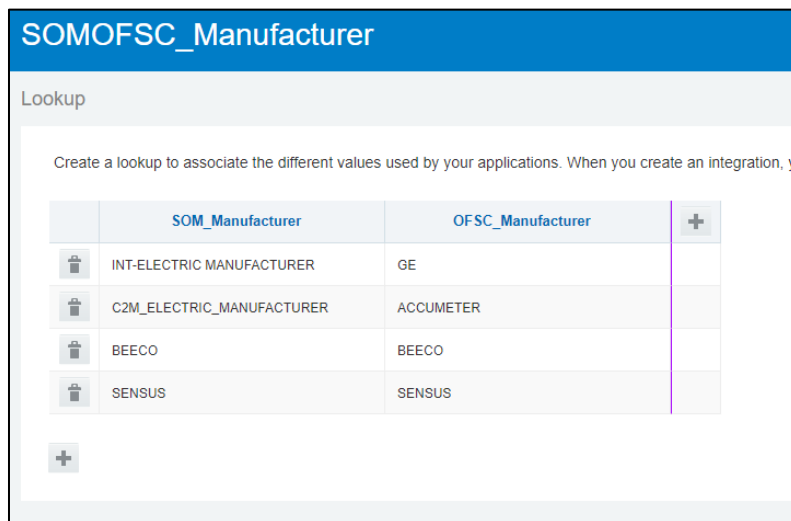 SOMOFSC_Manufacturer
Lookup
Create a lookup to associate the different values used by your applications. When you create an integration,
SOM_Manufacturer OFSC_Manufacturer
INT-ELECTRIC MANUFACTURER GE
C2M_ELECTRIC_MANUFACTURER ACCUMETER
BEECO BEECO
SENSUS SENSUS